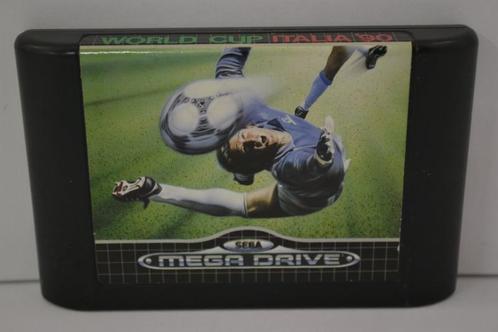 WORLD CUP ITALIA '90
SEGA
MEGA DRIVE